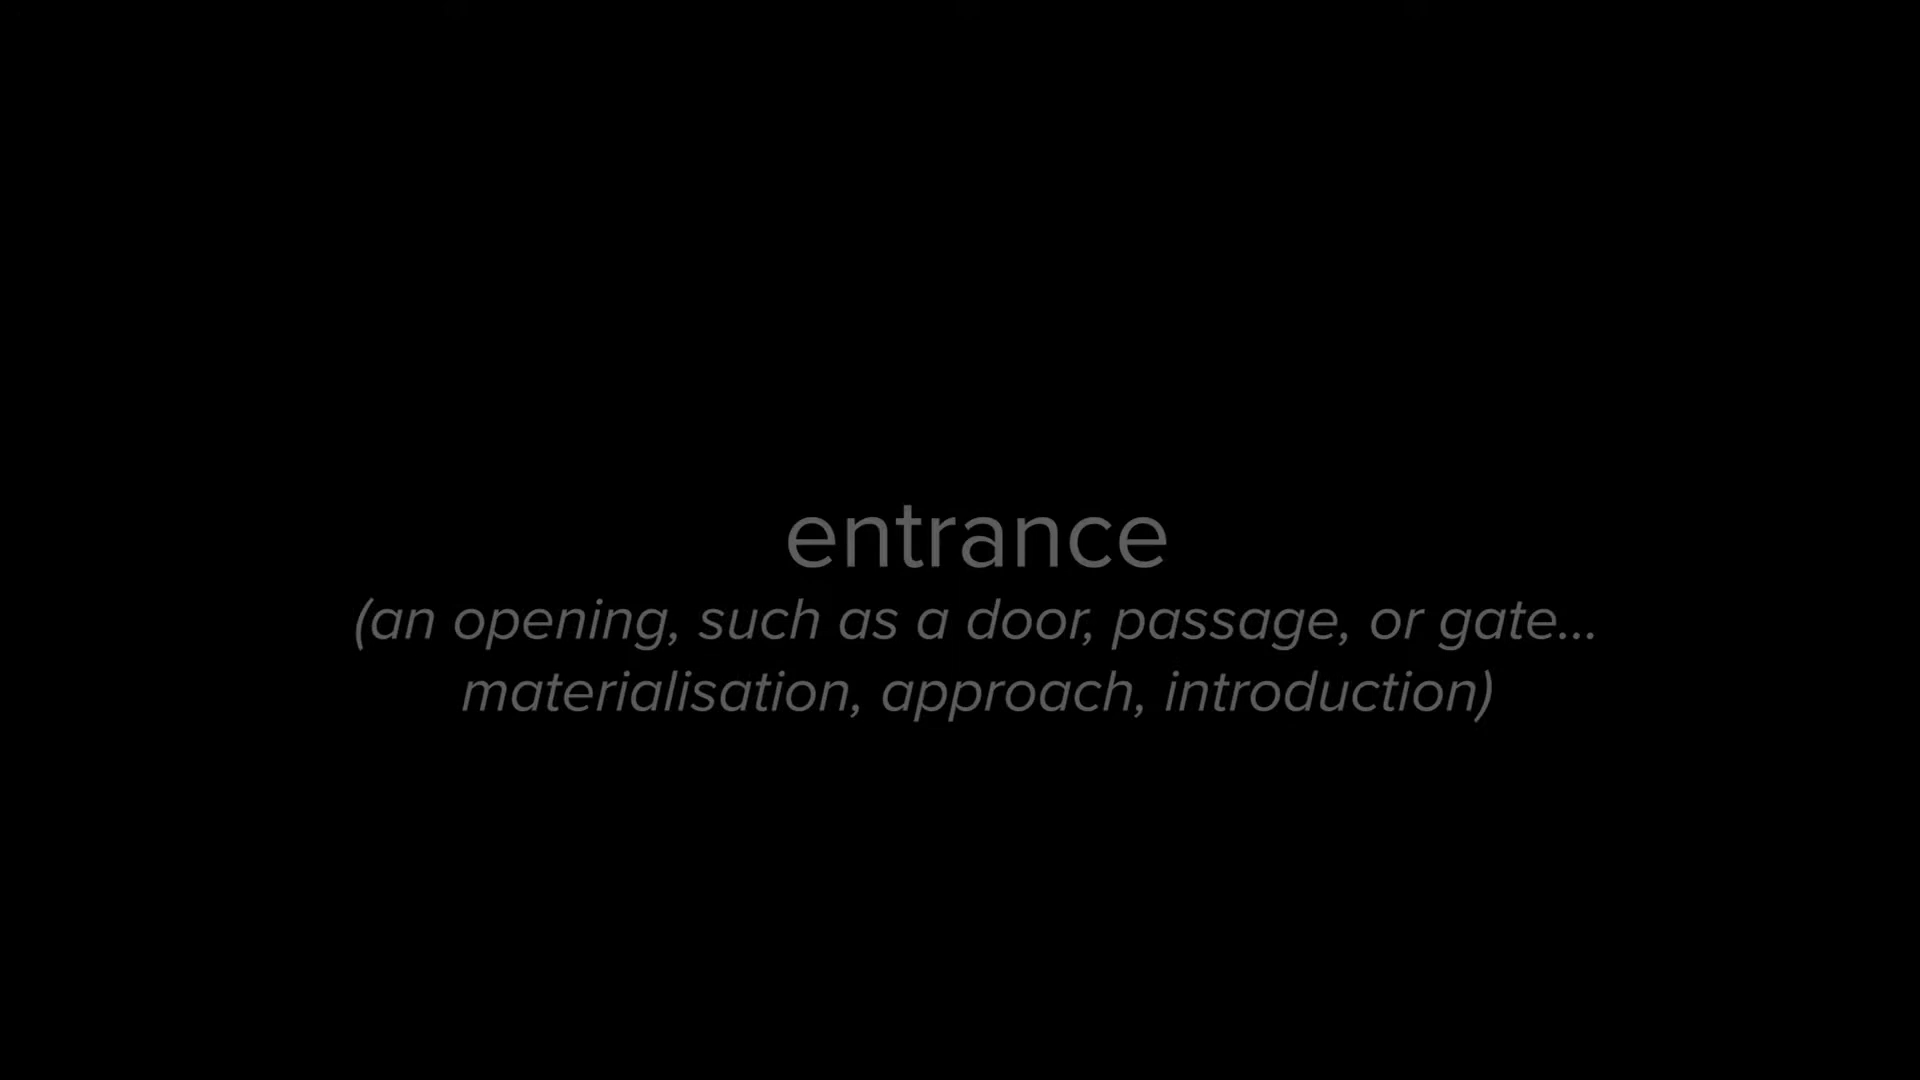 entrance
(an opening, such as a door, passage, or gate...
materialisation, approach, introduction)